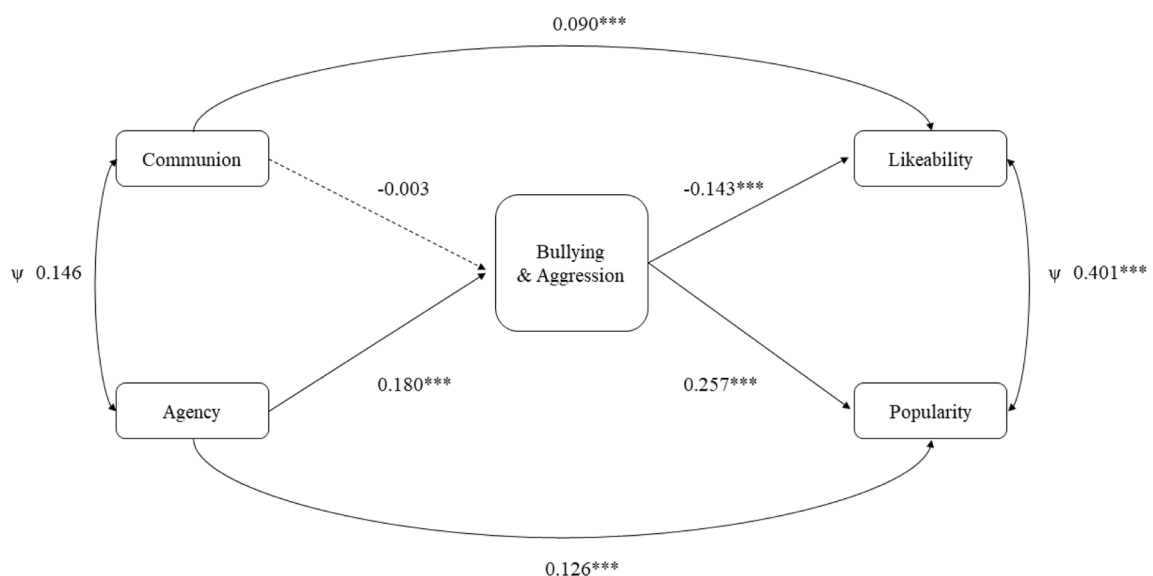 0.090***
Communion
Likeability
-0.003
-0.143***
Bullying
& Aggression
ψ 0.146
ψ 0.401***
0.180***
0.257***
Agency
Popularity
0.126***